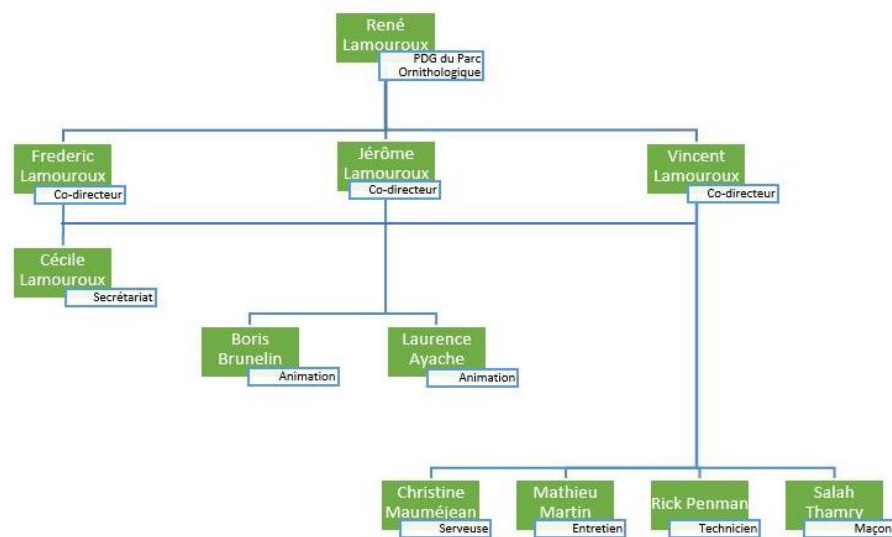 René
Lamouroux
PDG du Parc
Ornithologique
Frederic
Lamouroux
Co-directeur
Jérôme
Lamouroux
Co-directeur
Vincent
Lamouroux
Co-directeur
Cécile
Lamouroux
Secrétariat
Boris
Brunelin
Animation
Laurence
Ayache
Animation
Christine
Mauméjean
Serveuse
Mathieu
Martin
Entretien
Rick Penman
Technicien
Salah
Thamry
Maçon